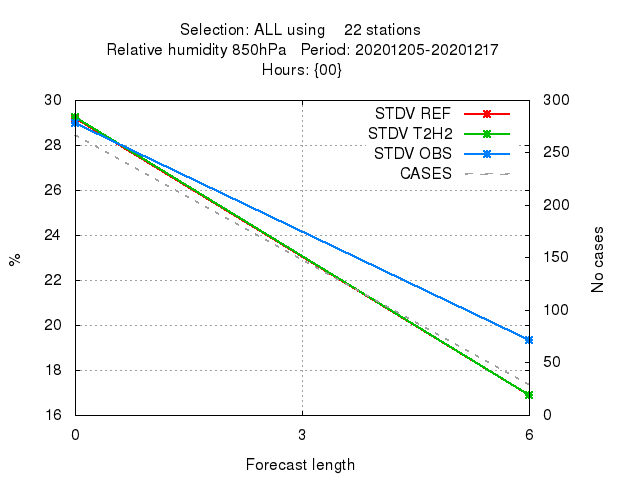 Selection: ALL using    22 stations
Relative humidity 850hPa   Period: 20201205-20201217
Hours: {00}
STDV REF
STDV T2H2
STDV OBS
CASES
30
28
26
24
22
20
18
16
%
300
250
200
150
100
50
0
No cases
0 3 6
Forecast length